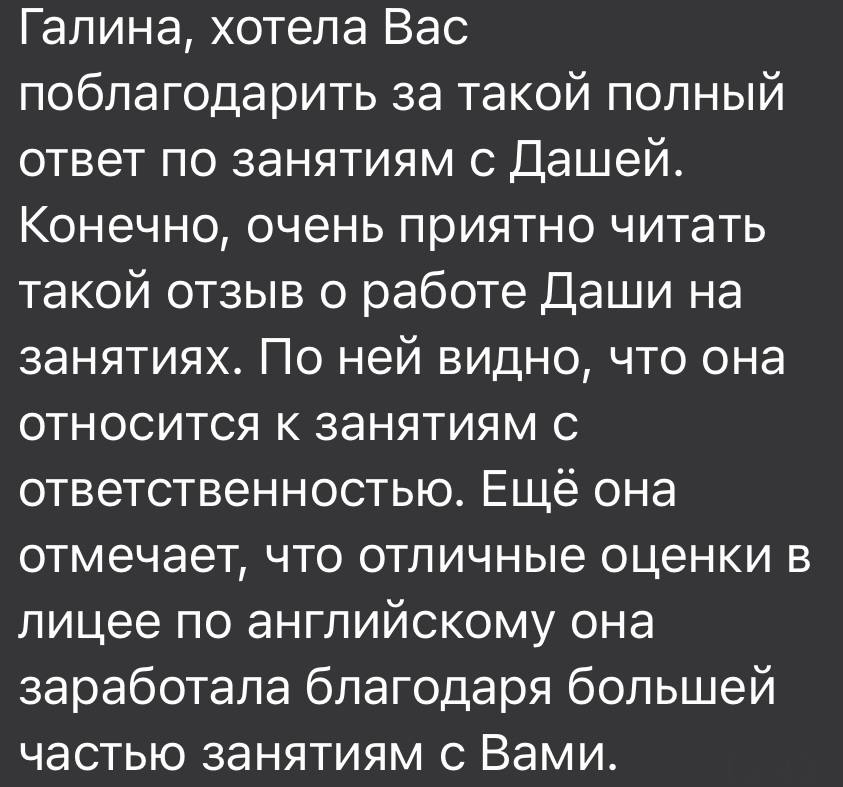 Галина, хотела Вас
поблагодарить за такой полный
ответ по занятиям с Дашей.
Конечно, очень приятно читать
такой отзыв о работе Даши на
занятиях. По ней видно, что она
относится к занятиям с
ответственностью. Ещё она
отмечает, что отличные оценки в
лицее по английскому она
заработала благодаря большей
частью занятиям с Вами.